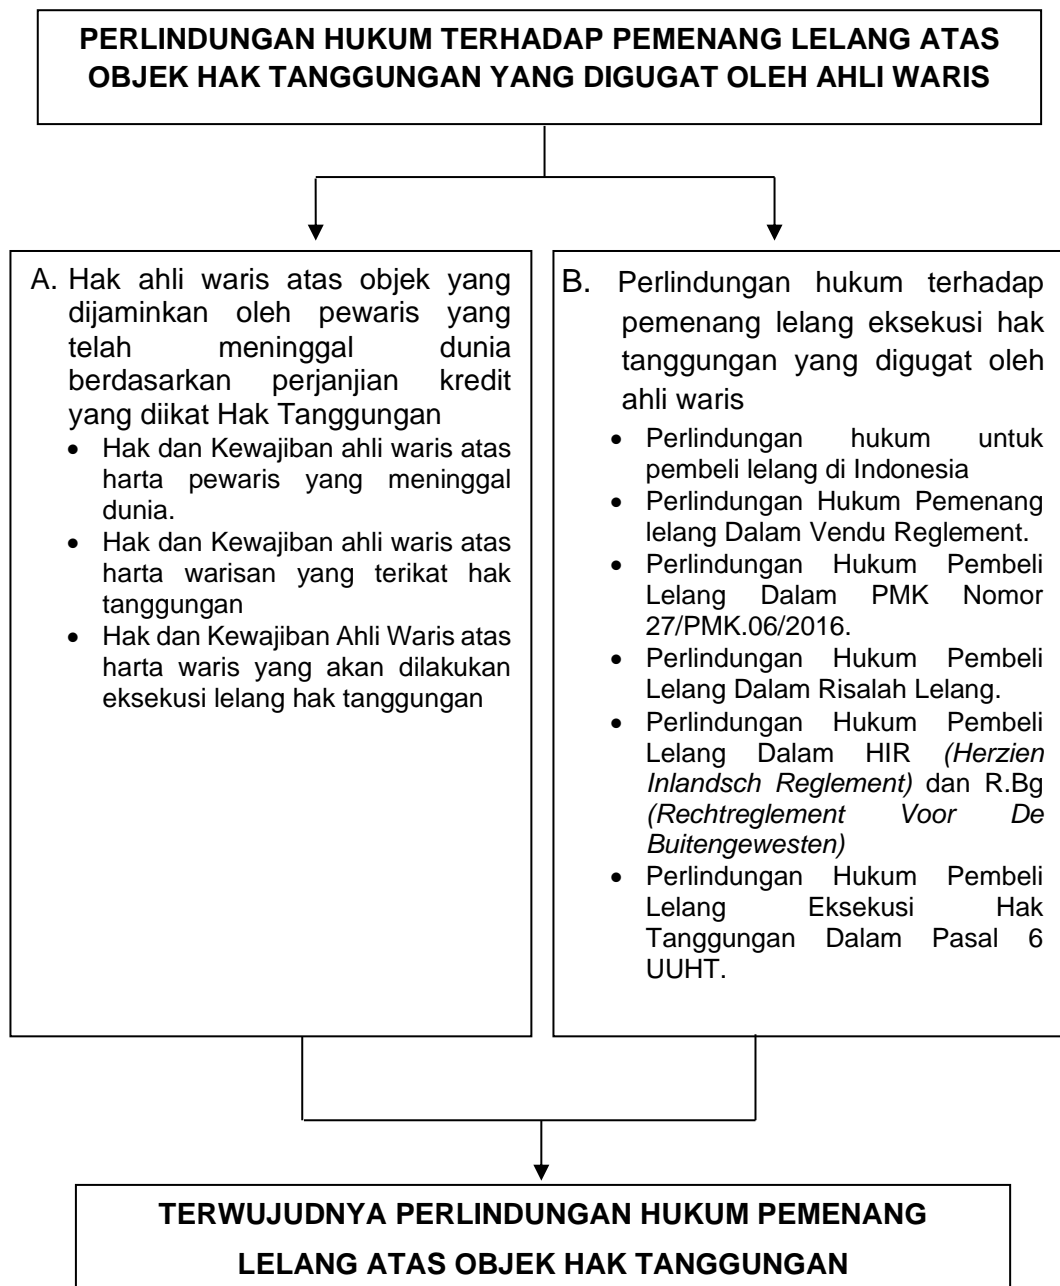 PERLINDUNGAN HUKUM TERHADAP PEMENANG LELANG ATAS
OBJEK HAK TANGGUNGAN YANG DIGUGAT OLEH AHLI WARIS
A. Hak ahli waris atas objek yang
dijaminkan oleh pewaris yang
telah meninggal dunia
berdasarkan perjanjian kredit
yang diikat Hak Tanggungan
• Hak dan Kewajiban ahli waris atas
harta pewaris yang meninggal
dunia.
• Hak dan Kewajiban ahli waris atas
harta warisan yang terikat hak
tanggungan
• Hak dan Kewajiban Ahli Waris atas
harta waris yang akan dilakukan
eksekusi lelang hak tanggungan
B. Perlindungan hukum terhadap
pemenang lelang eksekusi hak
tanggungan yang digugat oleh
ahli waris
• Perlindungan hukum untuk
pembeli lelang di Indonesia
• Perlindungan Hukum Pemenang
lelang Dalam Vendu Reglement.
• Perlindungan Hukum Pembeli
Lelang Dalam PMK Nomor
27/PMK.06/2016.
• Perlindungan Hukum Pembeli
Lelang Dalam Risalah Lelang.
• Perlindungan Hukum Pembeli
Lelang Dalam HIR (Herzien
Inlandsch Reglement) dan R.Bg
(Rechtreglement Voor De
Buitengewesten)
• Perlindungan Hukum Pembeli
Lelang Eksekusi Hak
Tanggungan Dalam Pasal 6
UUHT.
TERWUJUDNYA PERLINDUNGAN HUKUM PEMENANG
LELANG ATAS OBJEK HAK TANGGUNGAN